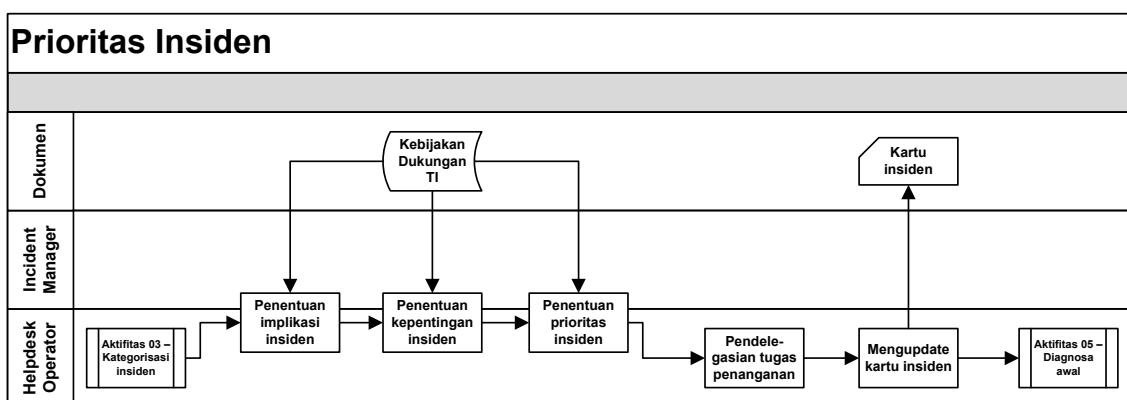 Prioritas Insiden
Dokumen
Kebijakan
Dukungan
TI
Kartu
insiden
Incident
Manager
Penentuan
implikasi
insiden
Penentuan
kepentingan
insiden
Penentuan
prioritas
insiden
Helpdesk
Operator
Aktifitas 03 –
Kategorisasi
insiden
Pendele-
gasian tugas
penanganan
Mengupdate
kartu insiden
Aktifitas 05 –
Diagnosa
awal